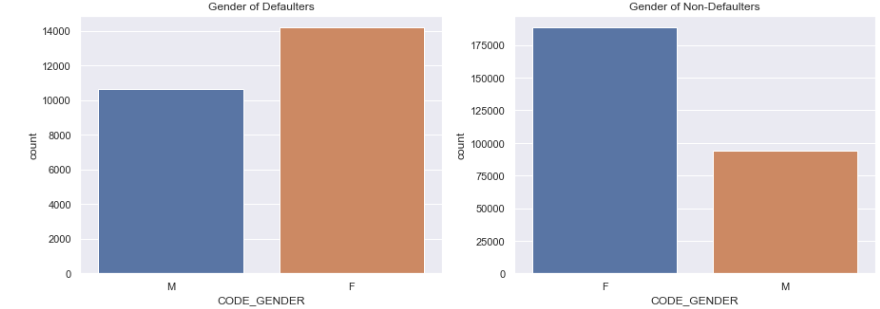 Gender of Defaulters
14000
12000
10000
8000
6000
4000
2000
0
count
M F
CODE_GENDER
Gender of Non-Defaulters
175000
150000
125000
100000
75000
50000
25000
0
count
F M
CODE_GENDER